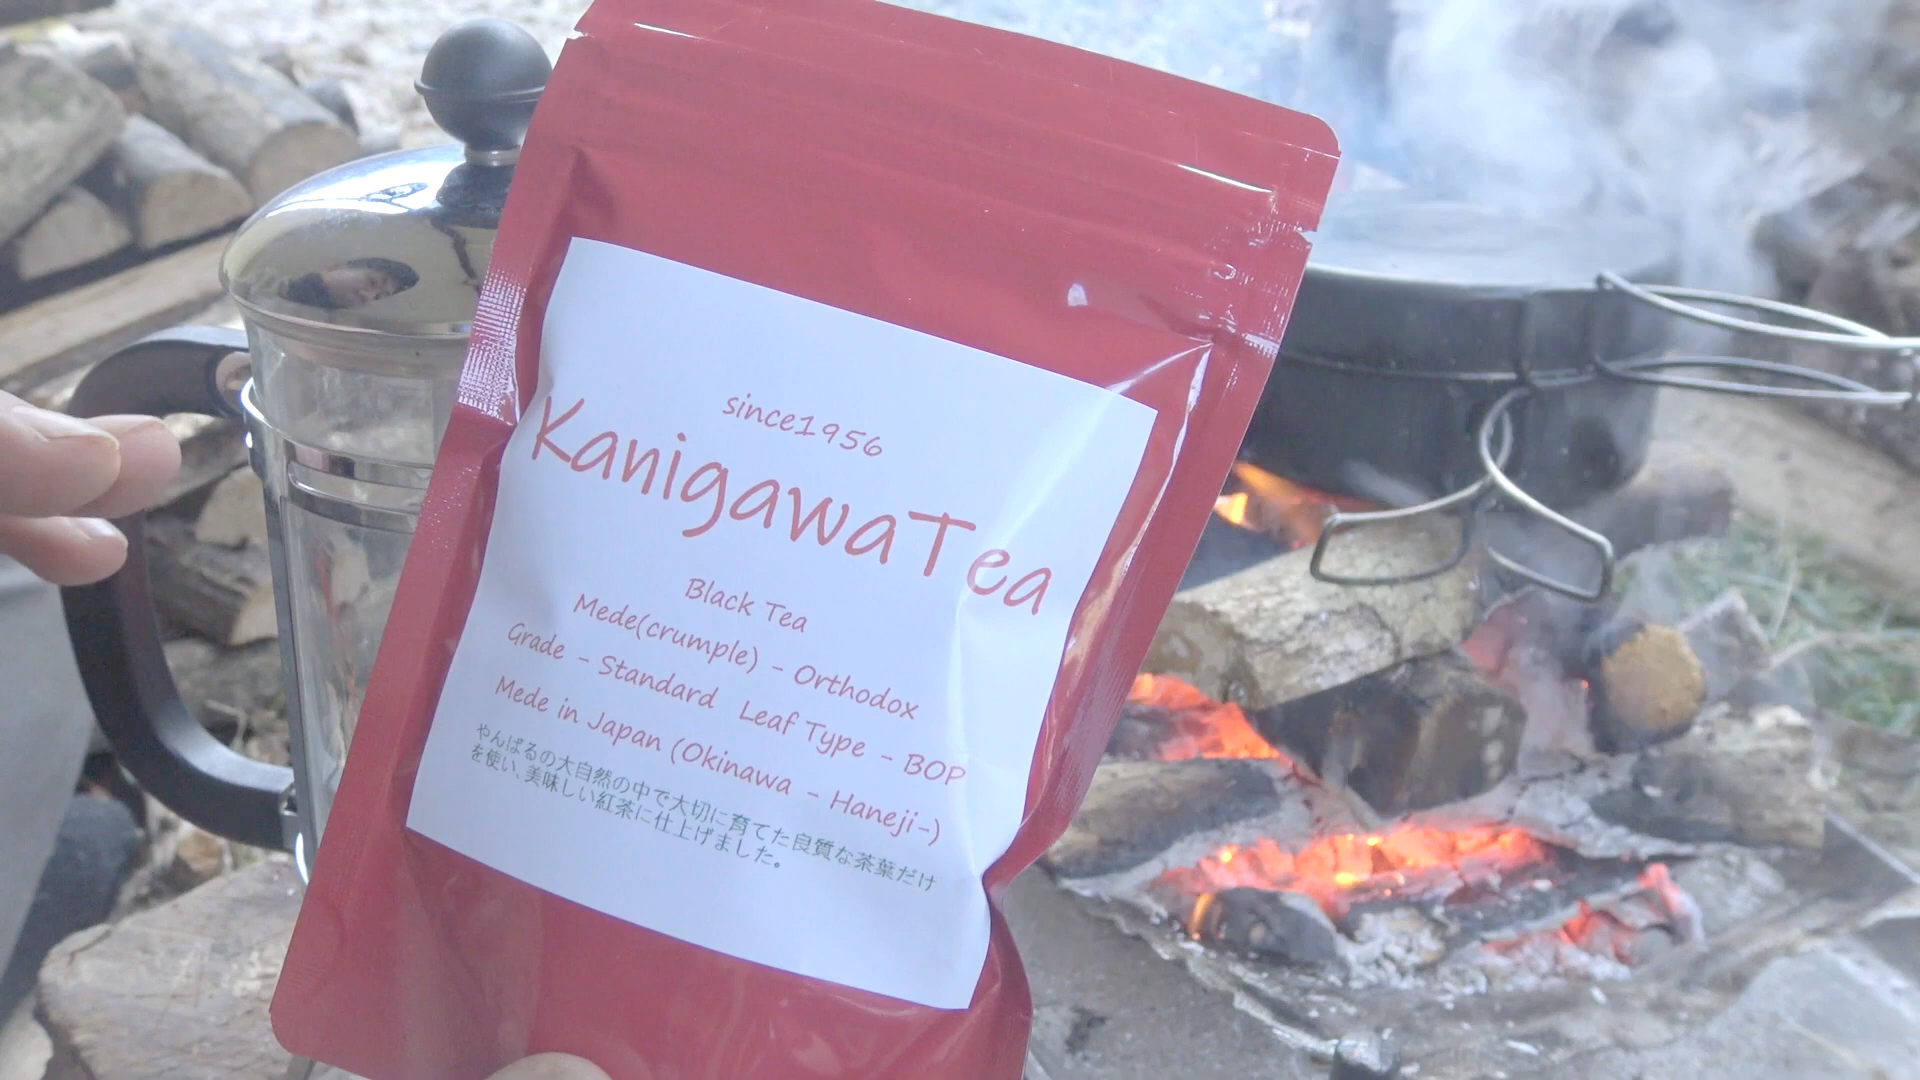 since1956
KanigawaTea
Black Tea
Mede(crumple) - Orthodox
Grade - Standard Leaf Type - BOP
Mede in Japan (Okinawa - Haneji-)
やんばるの大自然の中で大切に育てた良質な茶葉だけ
を使い、美味しい紅茶に仕上げました。